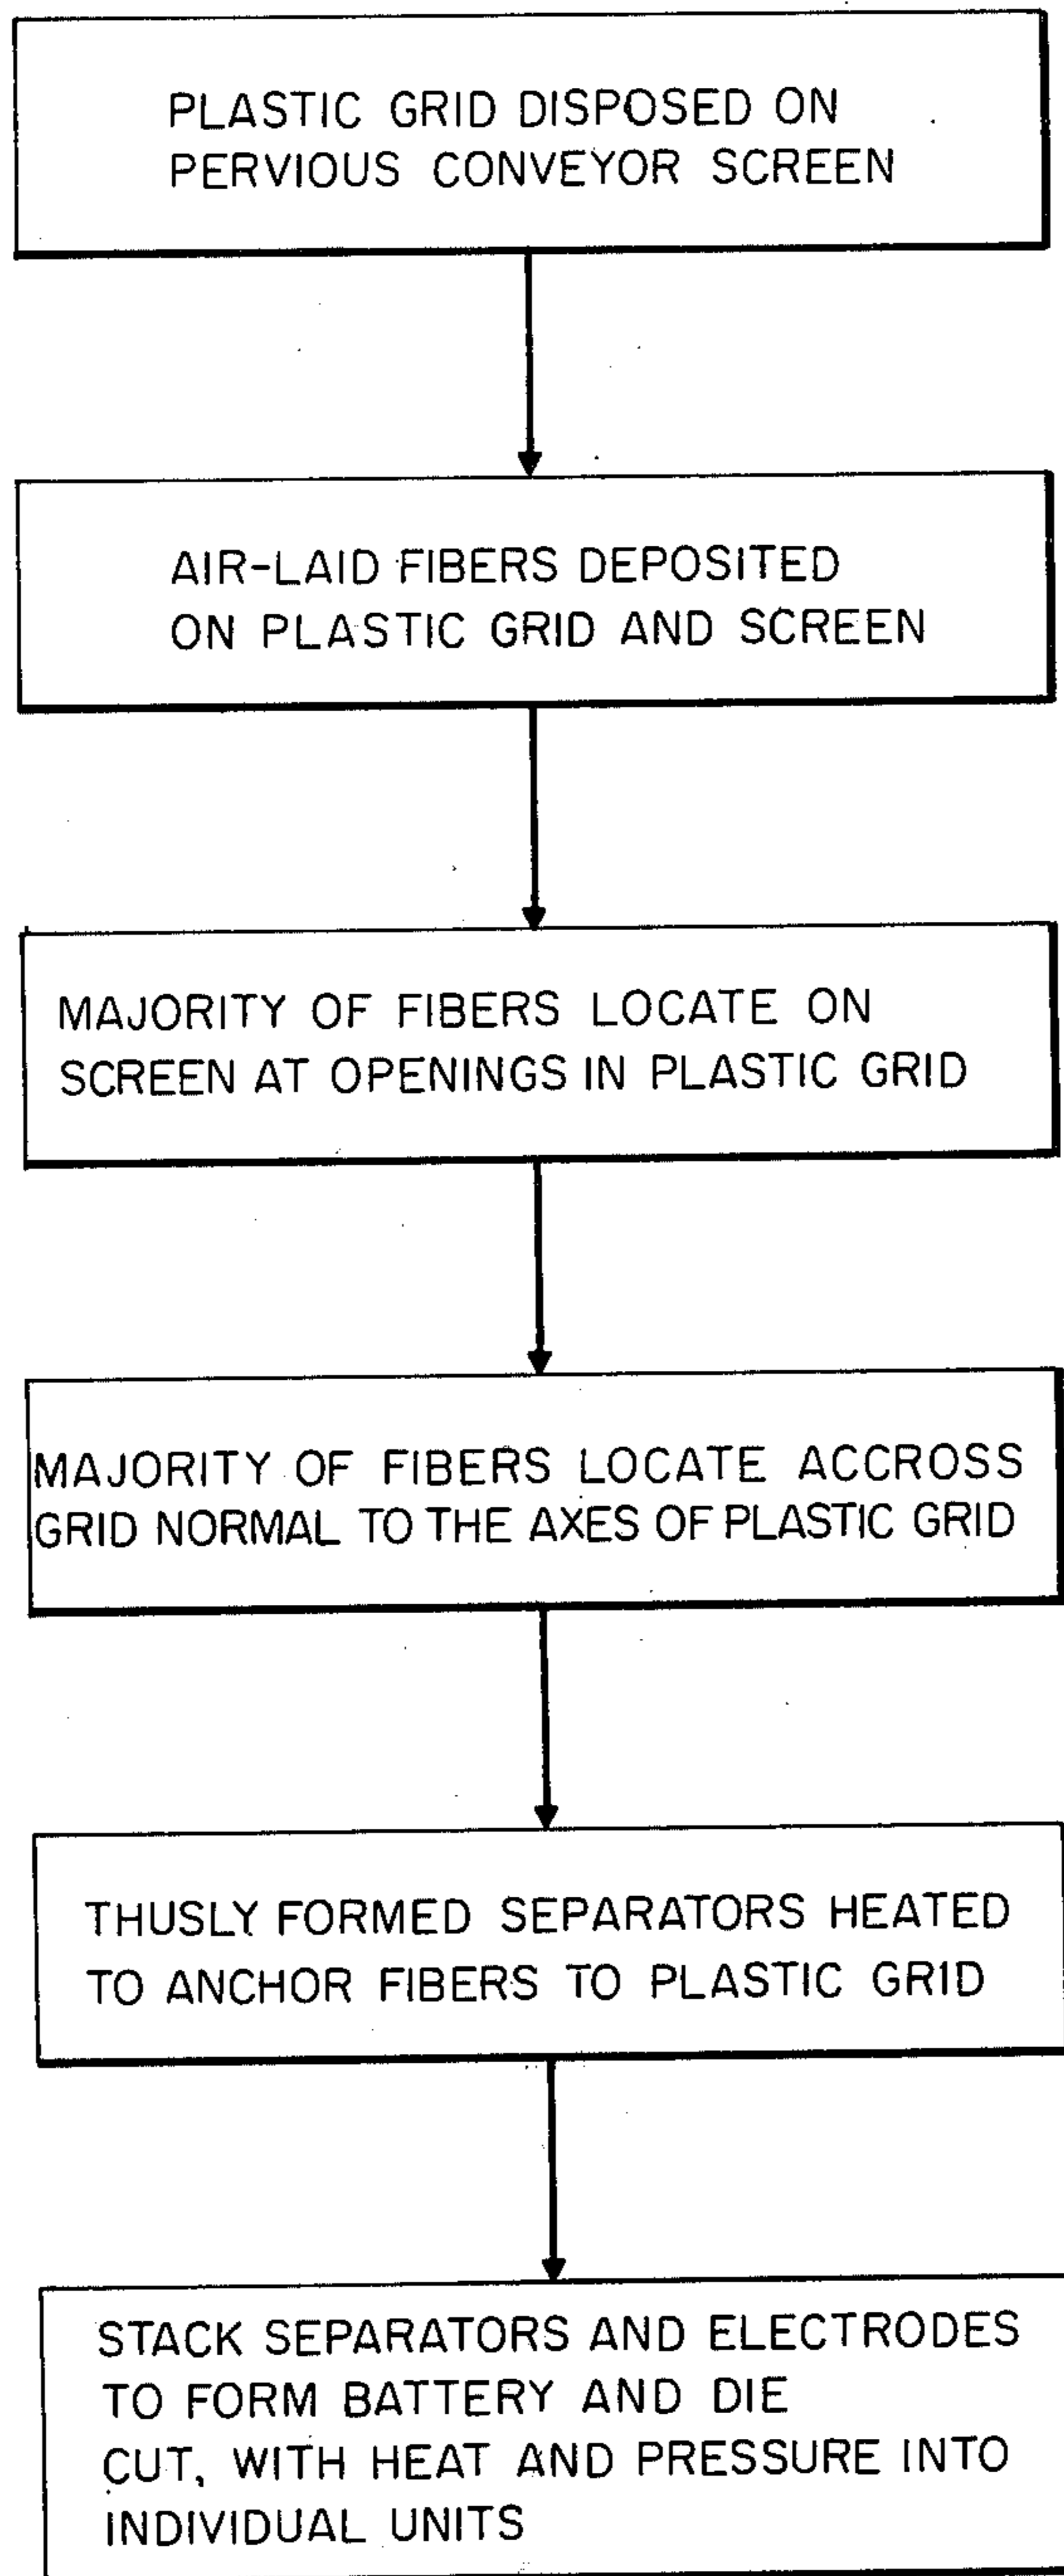 PLASTIC GRID DISPOSED ON
PERVIOUS CONVEYOR SCREEN
AIR-LAID FIBERS DEPOSITED
ON PLASTIC GRID AND SCREEN
MAJORITY OF FIBERS LOCATE ON
SCREEN AT OPENINGS IN PLASTIC GRID
MAJORITY OF FIBERS LOCATE ACCROSS
GRID NORMAL TO THE AXES OF PLASTIC GRID
THUSLY FORMED SEPARATORS HEATED
TO ANCHOR FIBERS TO PLASTIC GRID
STACK SEPARATORS AND ELECTRODES
TO FORM BATTERY AND DIE
CUT, WITH HEAT AND PRESSURE INTO
INDIVIDUAL UNITS